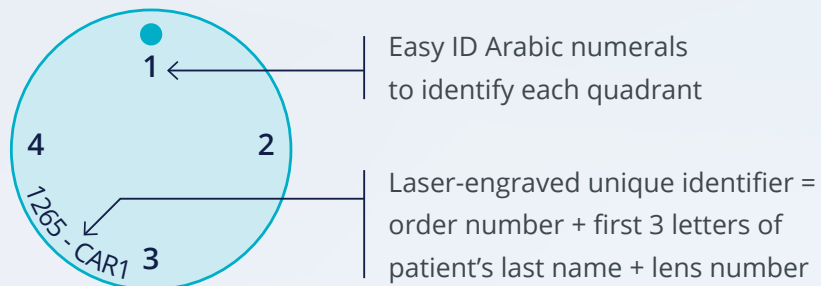 1
Easy ID Arabic numerals
to identify each quadrant
4
2
1265 - CAR1
3
Laser-engraved unique identifier =
order number + first 3 letters of
patient’s last name + lens number